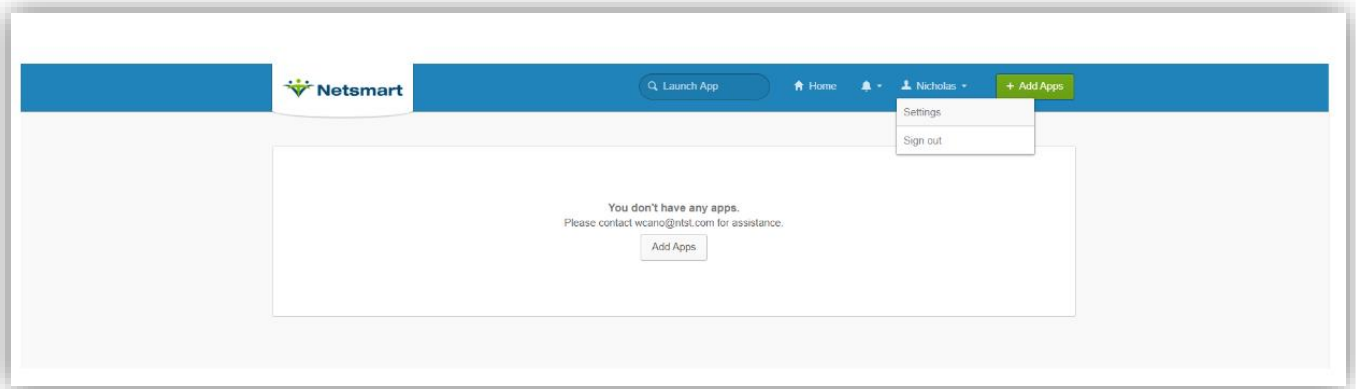 Netsmart
Launch App
Home
Nicholas
+ Add Apps
Settings
Sign out
You don't have any apps.
Please contact wcano@ntst.com for assistance.
Add Apps